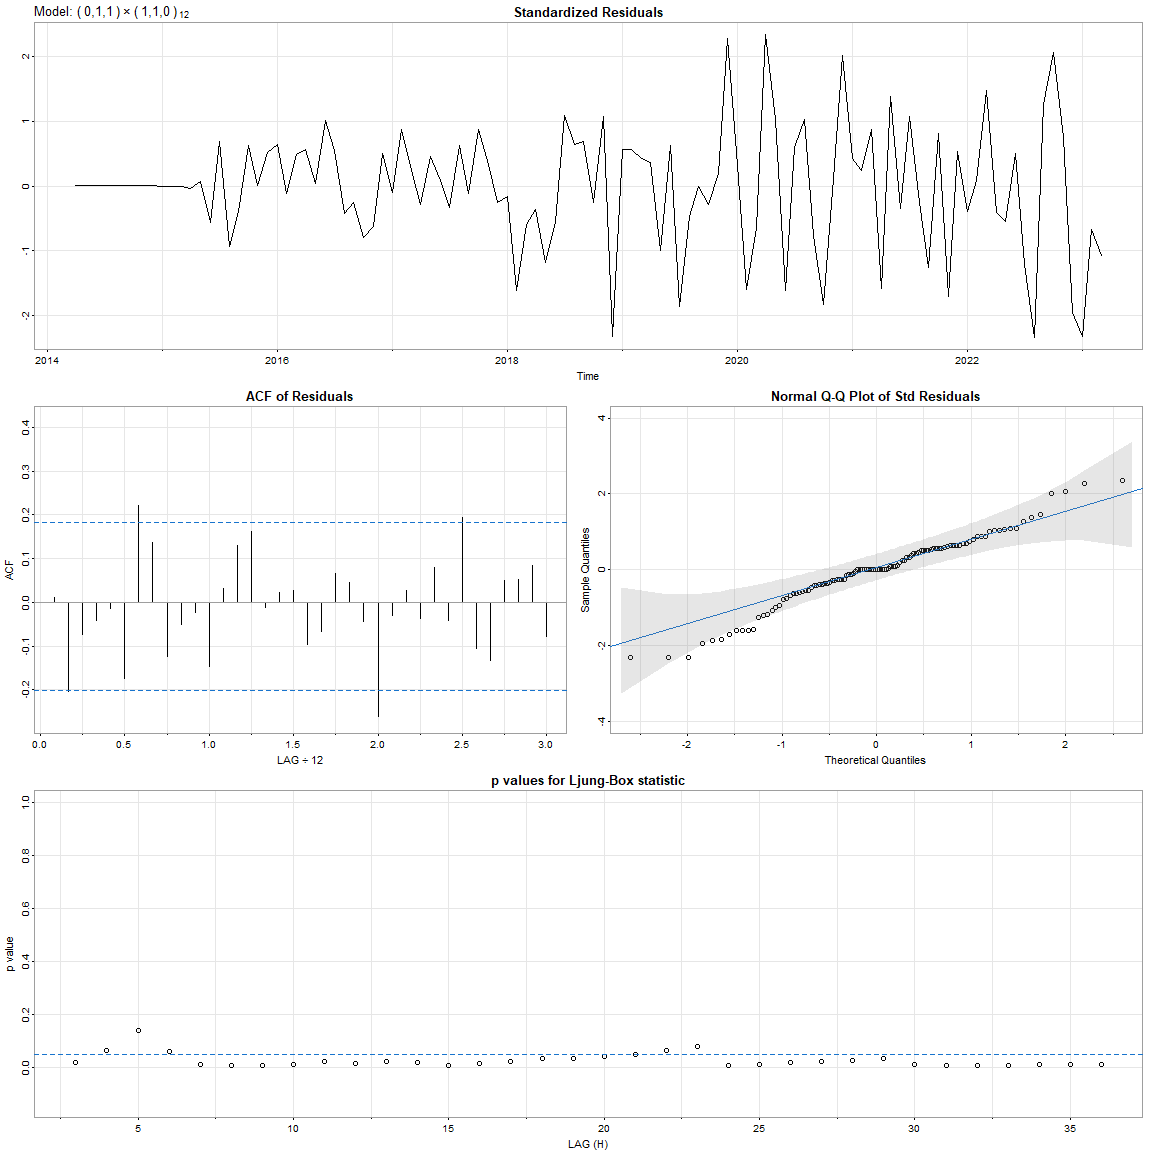 Model: ( 0,1,1 ) × ( 1,1,0 ) 12
Standardized Residuals
2
1
0
-1
-2
2014 2016 2018 2020 2022
Time
ACF of Residuals
ACF
0.4
0.3
0.2
0.1
0.0
-0.1
-0.2
0.0 0.5 1.0 1.5 2.0 2.5 3.0
LAG ÷ 12
Normal Q-Q Plot of Std Residuals
Sample Quantiles
4
2
0
-2
-4
-2 -1 0 1 2
Theoretical Quantiles
p values for Ljung-Box statistic
p value
1.0
0.8
0.6
0.4
0.2
0.0
5 10 15 20 25 30 35
LAG (H)